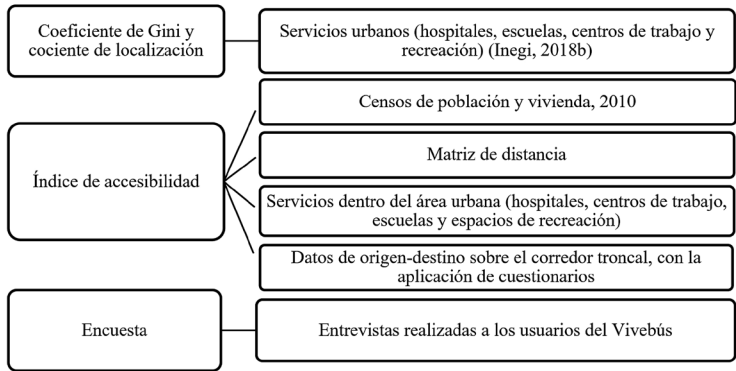 Coeficiente de Gini y
cociente de localización
Servicios urbanos (hospitales, escuelas, centros de trabajo y
recreación) (Inegi, 2018b)
Índice de accesibilidad
Censos de población y vivienda, 2010
Matriz de distancia
Servicios dentro del área urbana (hospitales, centros de trabajo,
escuelas y espacios de recreación)
Datos de origen-destino sobre el corredor troncal, con la
aplicación de cuestionarios
Encuesta
Entrevistas realizadas a los usuarios del Vivebús